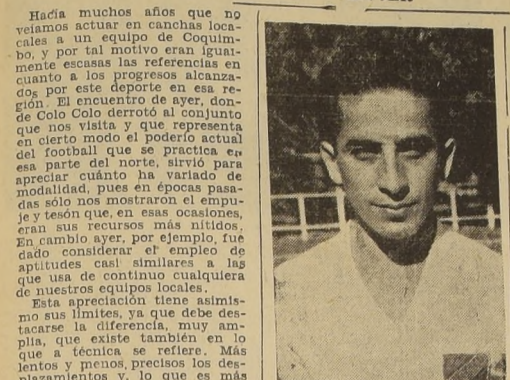 Hacía muchos años que no
veíamos actuar en canchas loca-
cales a un equipo de Coquim-
bo, y por tal motivo eran igual-
mente escasas las referencias en
cuanto a los progresos alcanza-
dos por este deporte en esa re-
gión. El encuentro de ayer, don-
de Colo Colo derrotó al conjunto
que nos visita y que representa
en cierto modo el poderío actual
del football que se practica en
esa parte del norte, sirvió para
apreciar cuánto ha variado de
modalidad, pues en épocas pasa-
das sólo nos mostraron el empu-
je y tesón que, en esas ocasiones,
eran sus recursos más nítidos.
En cambio ayer, por ejemplo, fue
dado considerar el empleo de
aptitudes casi similares a las
que usa de continuo cualquiera
de nuestros equipos locales.
Esta apreciación tiene asimis-
mo sus límites, ya que debe des-
tacarse la diferencia, muy am-
plia, que existe también en lo
que a técnica se refiere. Más
lentos y menos precisos los des-
plazamientos y, lo que es más